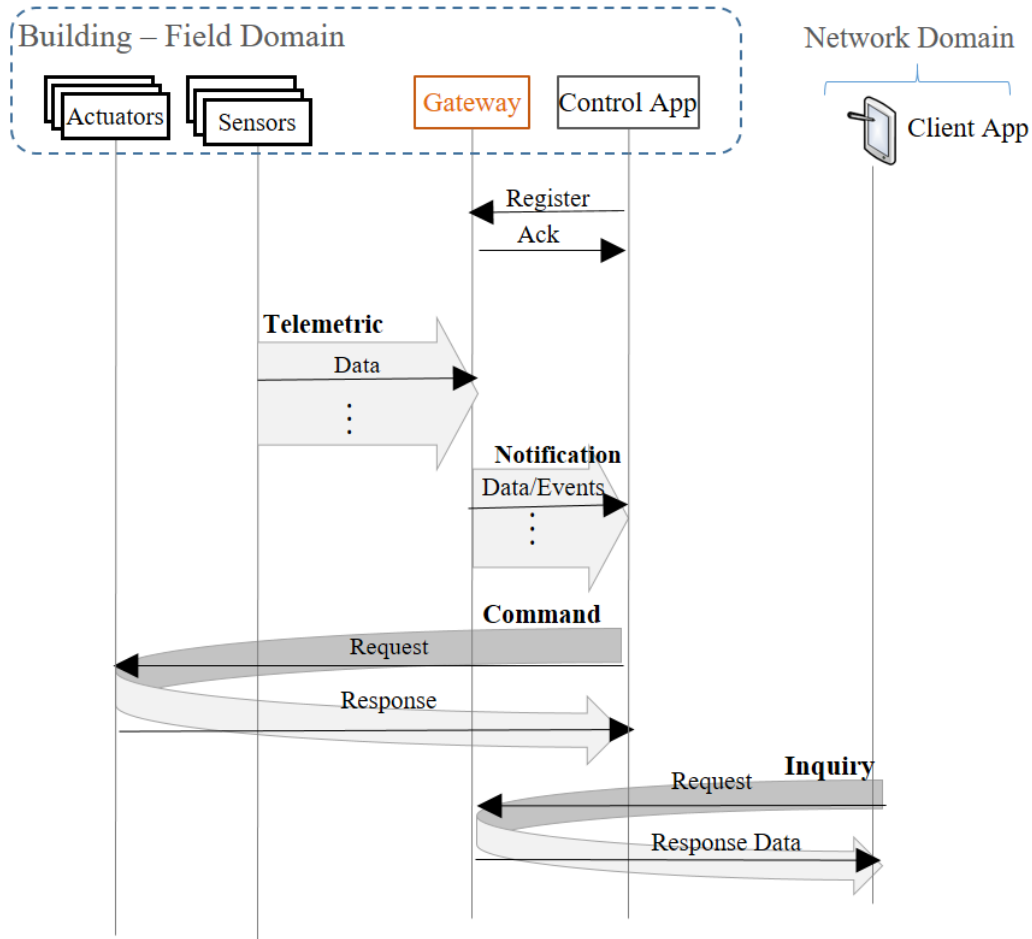 Building – Field Domain
Network Domain
Actuators
Sensors
Gateway
Control App
Client App
Register
Ack
Telemetric
Data
Notification
Data/Events
Command
Request
Response
Inquiry
Request
Response Data